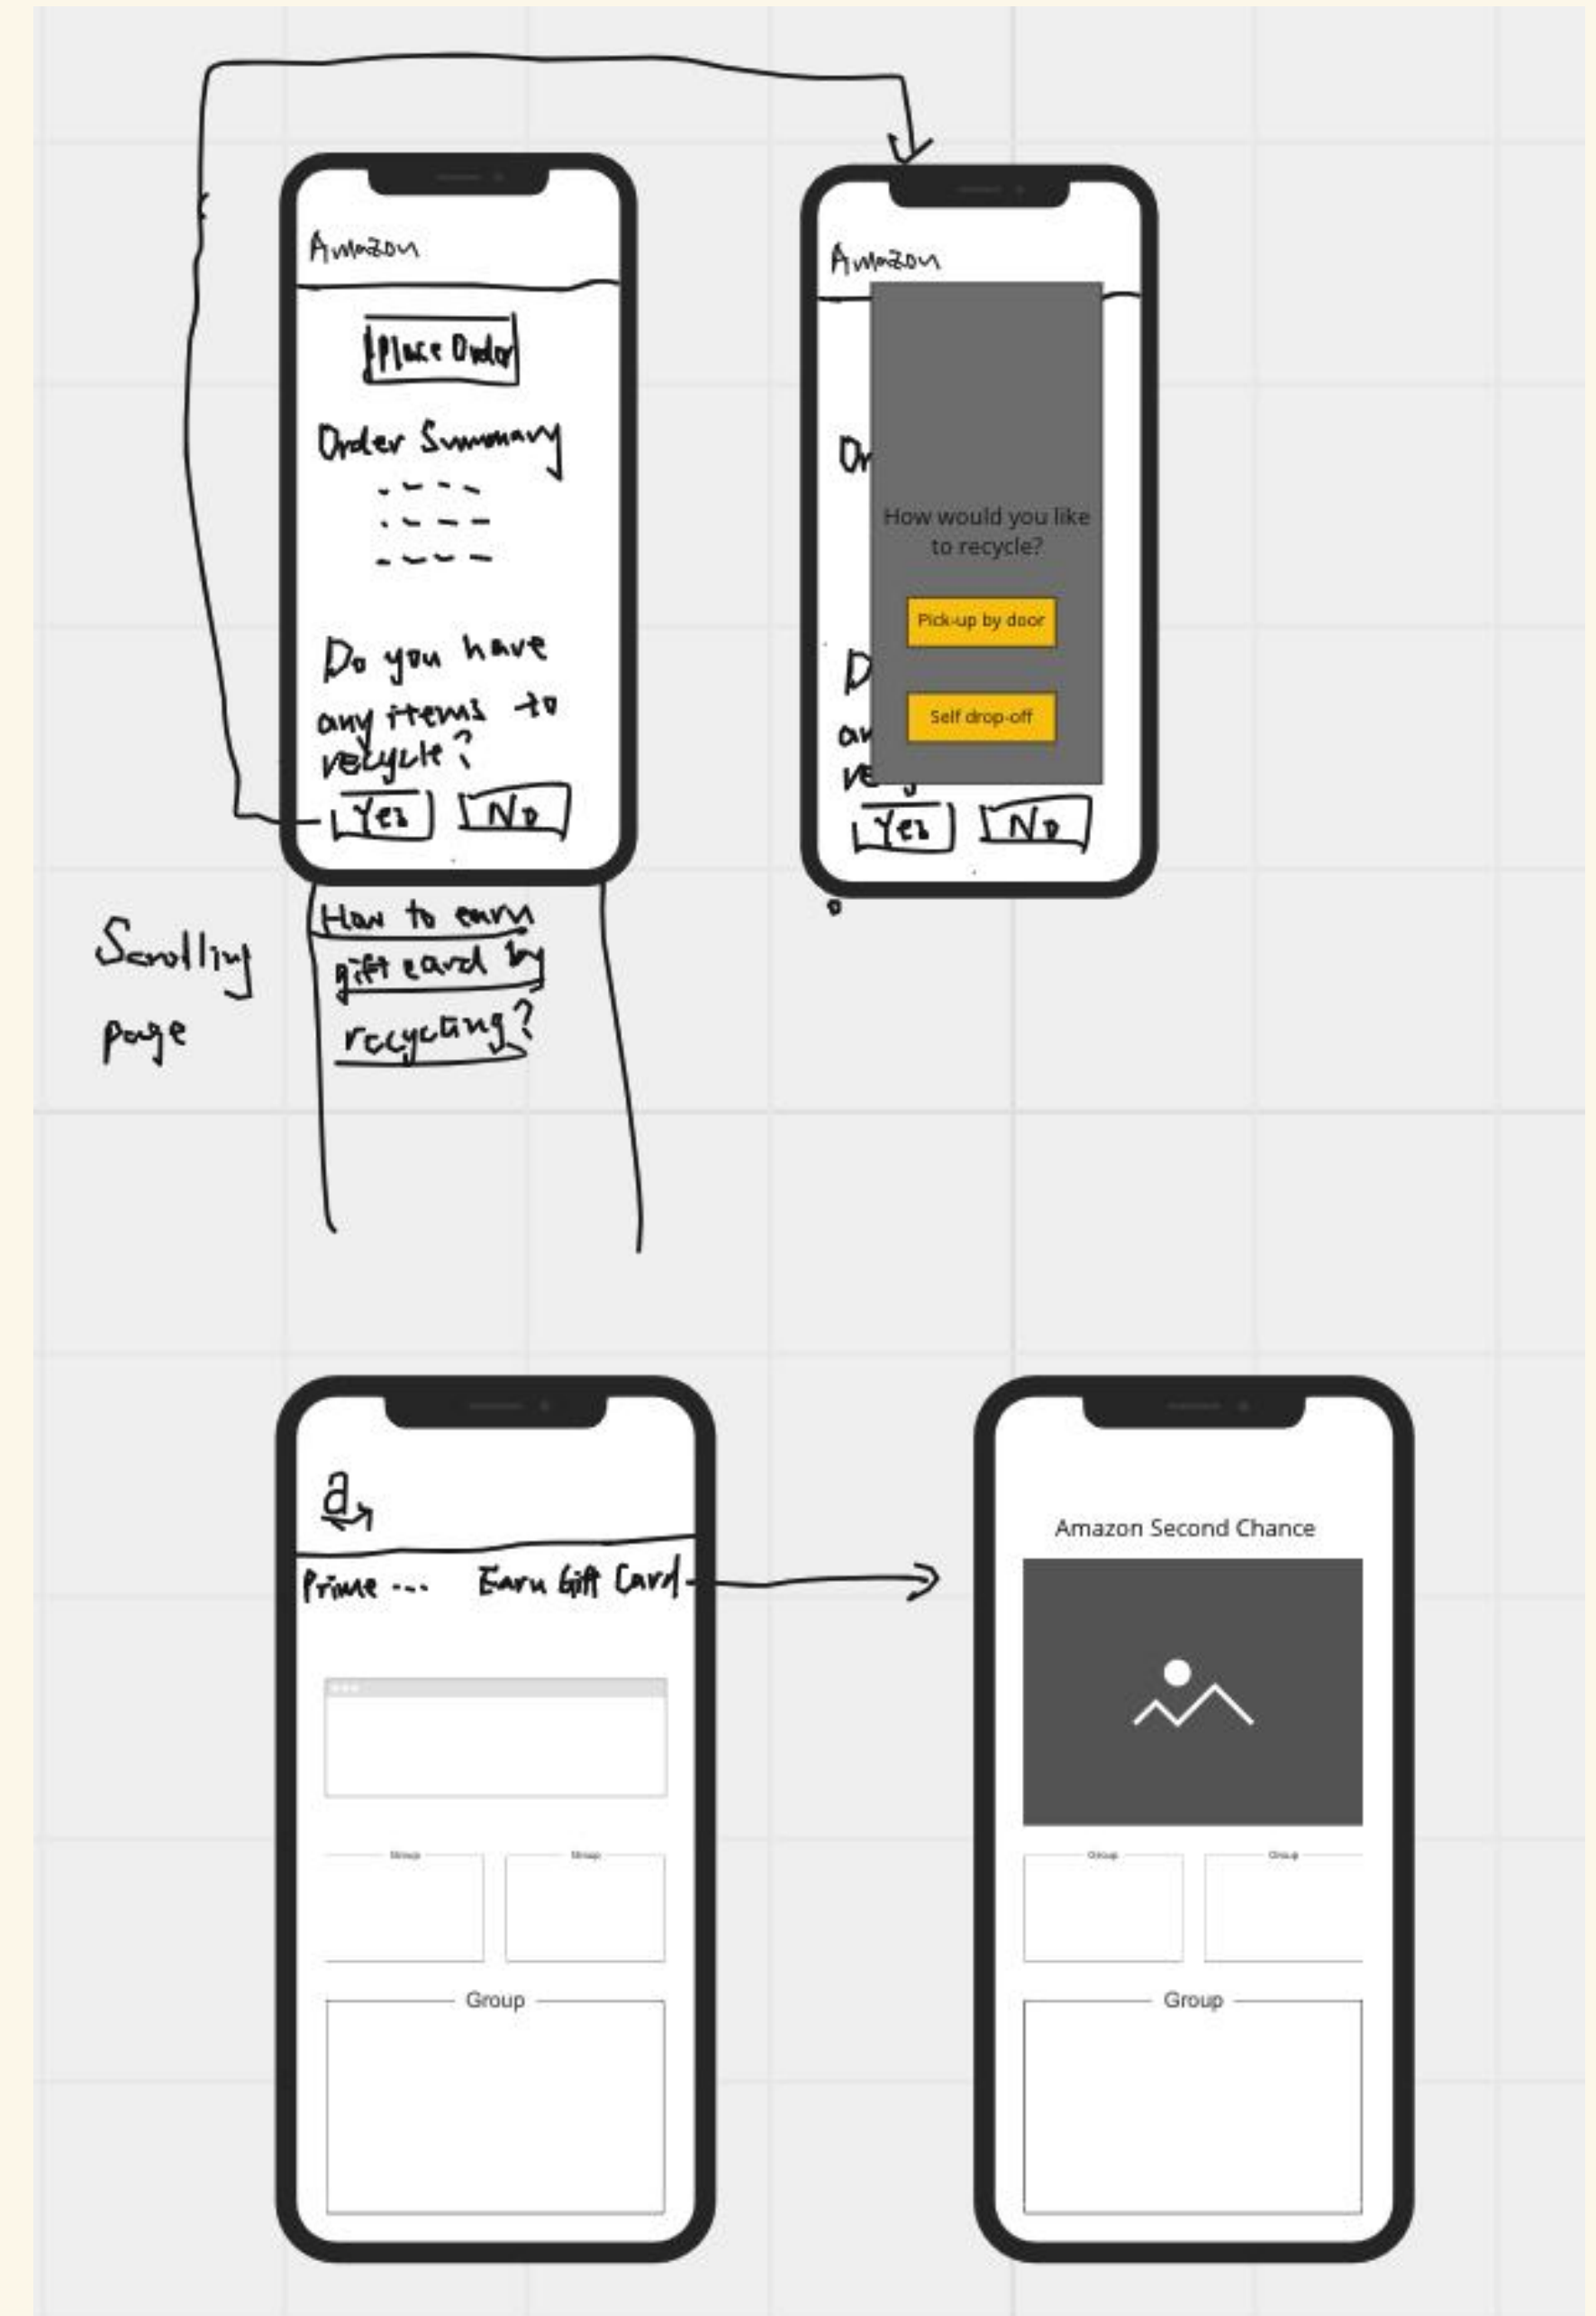 Amazon
Place Order
Order Summary
Do you have
any items to
recycle?
Yes
No
Scrolling
page
How to earn
gift card by
recycling?
Amazon
Or
How would you like
to recycle?
Pick-up by door
Self drop-off
D
an
Yes
No
a
Prime ...
Earn Gift Card
Group
Group
Group
Amazon Second Chance
Group
Group
Group